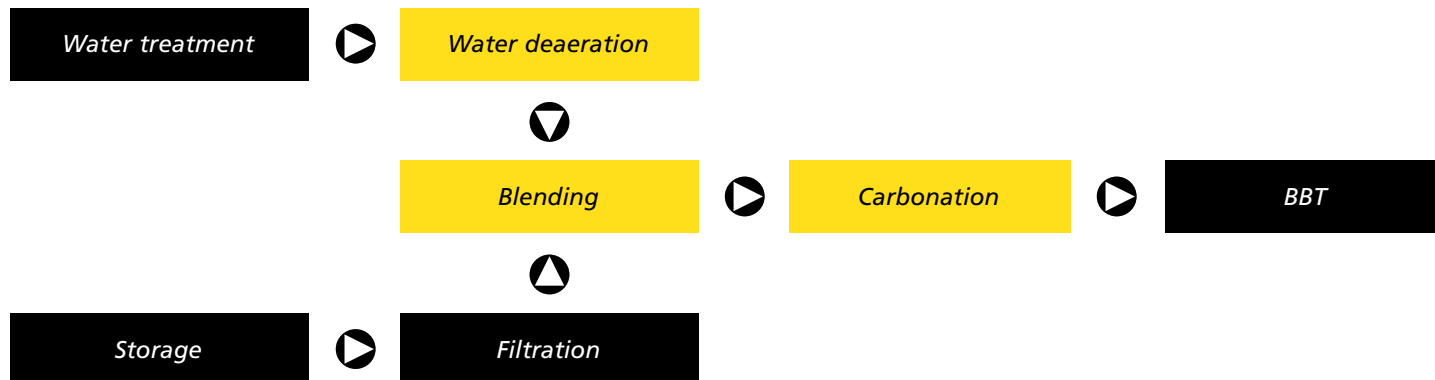 Water treatment
Water deaeration
Blending
Carbonation
BBT
Storage
Filtration